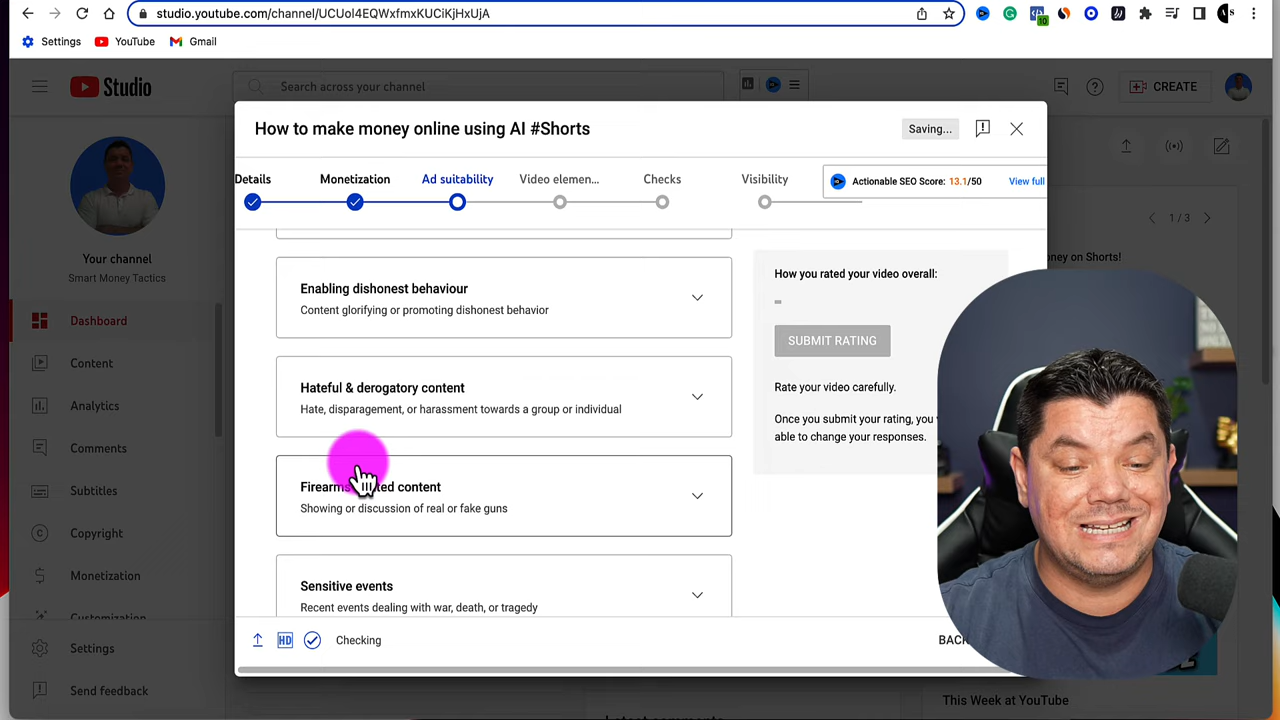 studio.youtube.com/channel/UCUol4EQWxfmxKUCiKjHxUjA
10
Settings YouTube Gmail
Studio
Search across your channel
CREATE
How to make money online using AI #Shorts
Saving...
Details Monetization Ad suitability Video elemen... Checks Visibility
Actionable SEO Score: 13.1/50 View full
1 / 3
Your channel
Smart Money Tactics
Dashboard
Content
Analytics
Comments
Subtitles
Copyright
Monetization
Customization
Settings
Send feedback
Enabling dishonest behaviour
Content glorifying or promoting dishonest behavior
Hateful & derogatory content
Hate, disparagement, or harassment towards a group or individual
content
Showing or discussion of real or fake guns
Sensitive events
Recent events dealing with war, death, or tragedy
How you rated your video overall:
SUBMIT RATING
Rate your video carefully.
Once you submit your rating, you
able to change your responses.
on Shorts!
Checking
BACK
This Week at YouTube
Latest comments